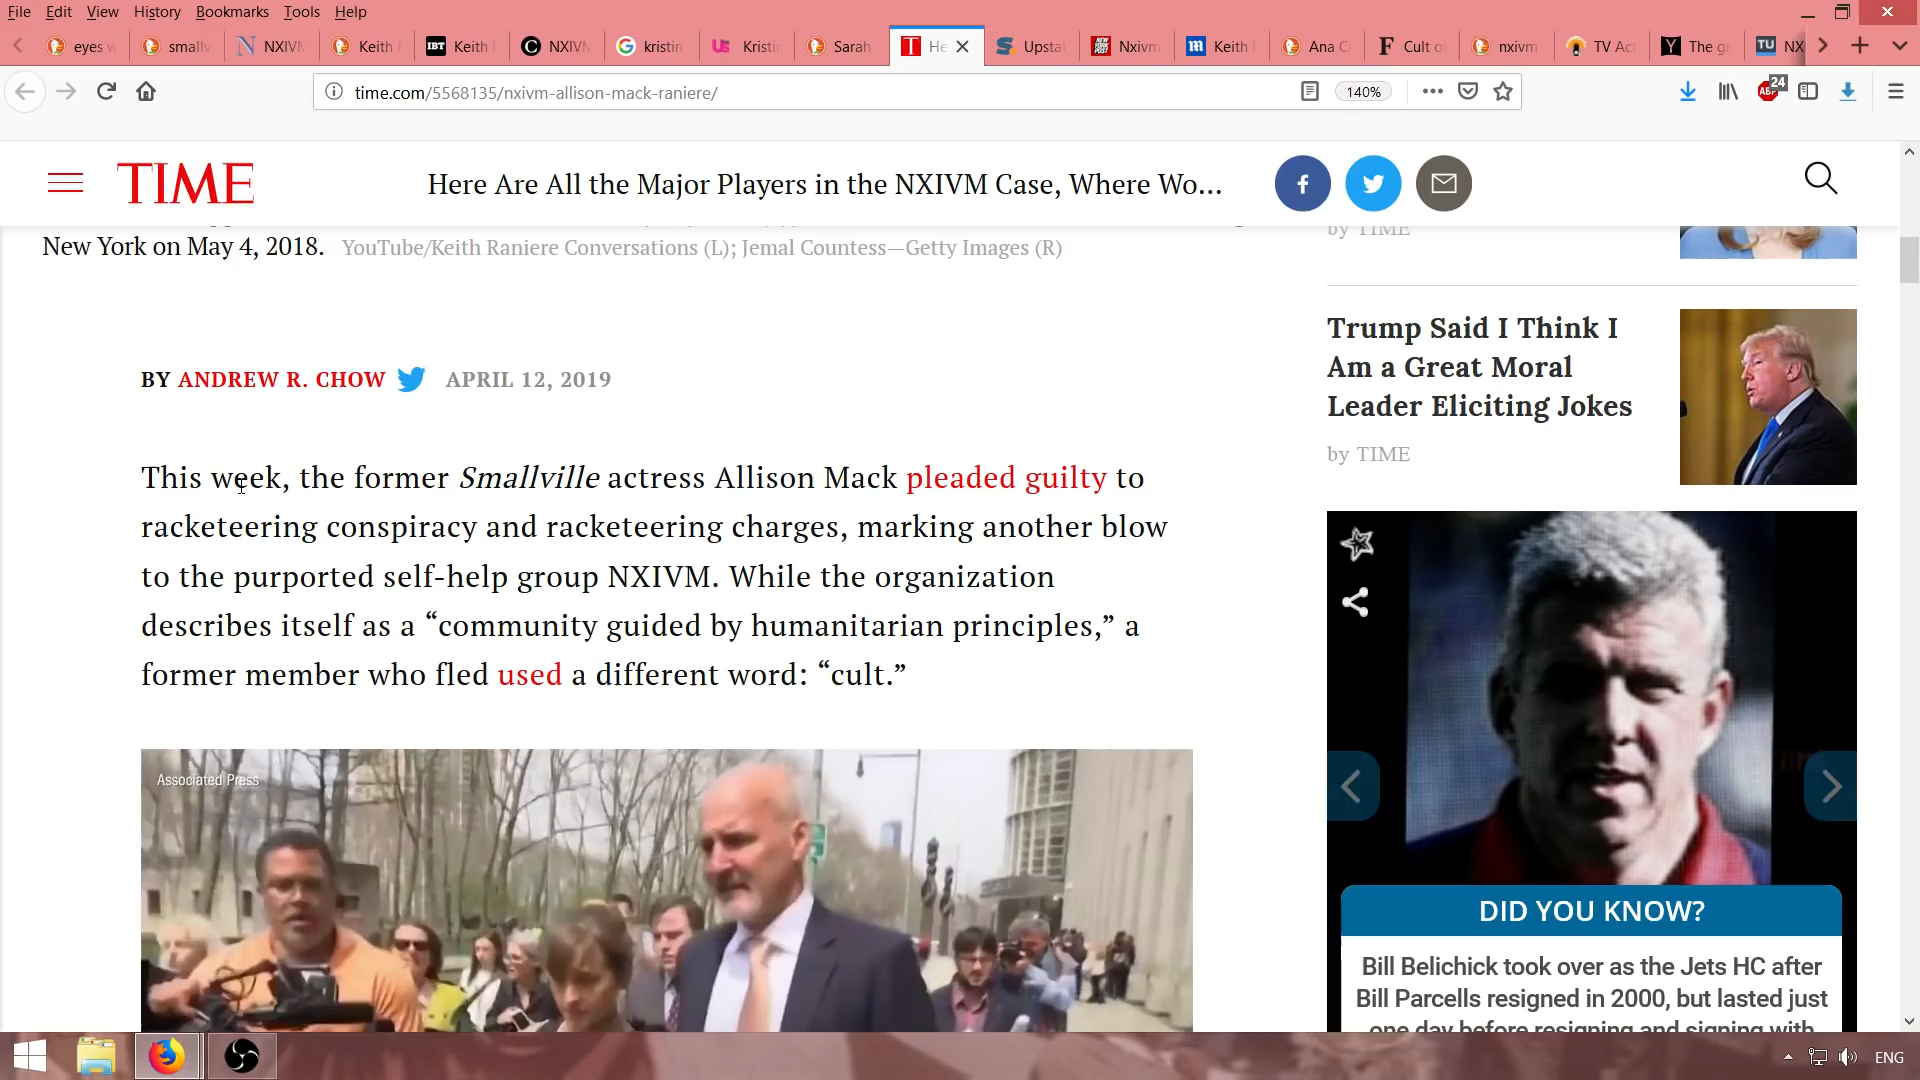 File Edit View History Bookmarks Tools Help
eyes w
smallv
NXIVM
Keith
IBT Keith
NXIVM
kristin
US Kristi
Sarah
He
Upstat
Nxivm
Keith
Ana C
Cult o
nxivm
TV Act
The gr
TU NX
time.com/5568135/nxivm-allison-mack-raniere/
140%
24
ABP
TIME
Here Are All the Major Players in the NXIVM Case, Where Wo...
New York on May 4, 2018. YouTube/Keith Raniere Conversations (L); Jemal Countess—Getty Images (R)
by TIME
BY ANDREW R. CHOW APRIL 12, 2019
Trump Said I Think I
Am a Great Moral
Leader Eliciting Jokes
by TIME
This week, the former Smallville actress Allison Mack pleaded guilty to
racketeering conspiracy and racketeering charges, marking another blow
to the purported self-help group NXIVM. While the organization
describes itself as a “community guided by humanitarian principles,” a
former member who fled used a different word: “cult.”
Associated Press
DID YOU KNOW?
Bill Belichick took over as the Jets HC after
Bill Parcells resigned in 2000, but lasted just
one day before resigning and signing with
ENG